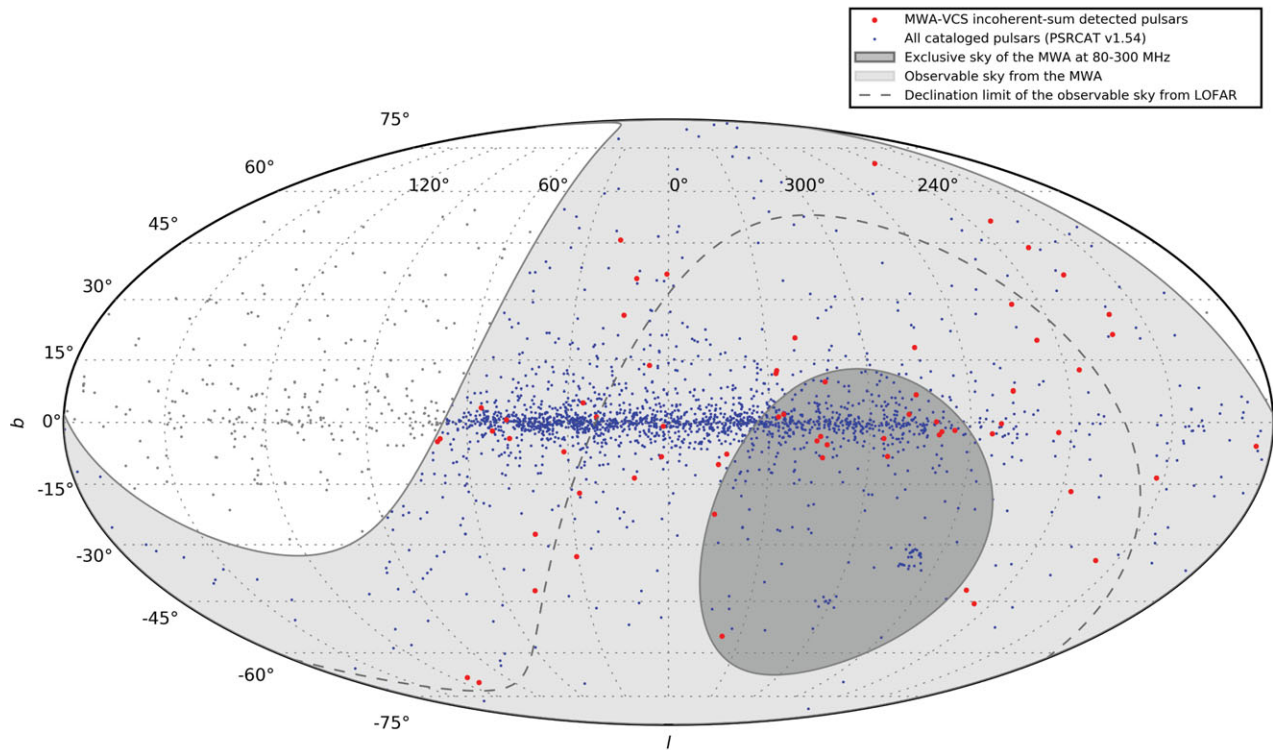 MWA-VCS incoherent-sum detected pulsars
All cataloged pulsars (PSRCAT v1.54)
Exclusive sky of the MWA at 80-300 MHz
Observable sky from the MWA
Declination limit of the observable sky from LOFAR
75°
60°
120° 60° 0° 300° 240°
45°
30°
15°
0°
b
-15°
-30°
-45°
-60°
-75°
l